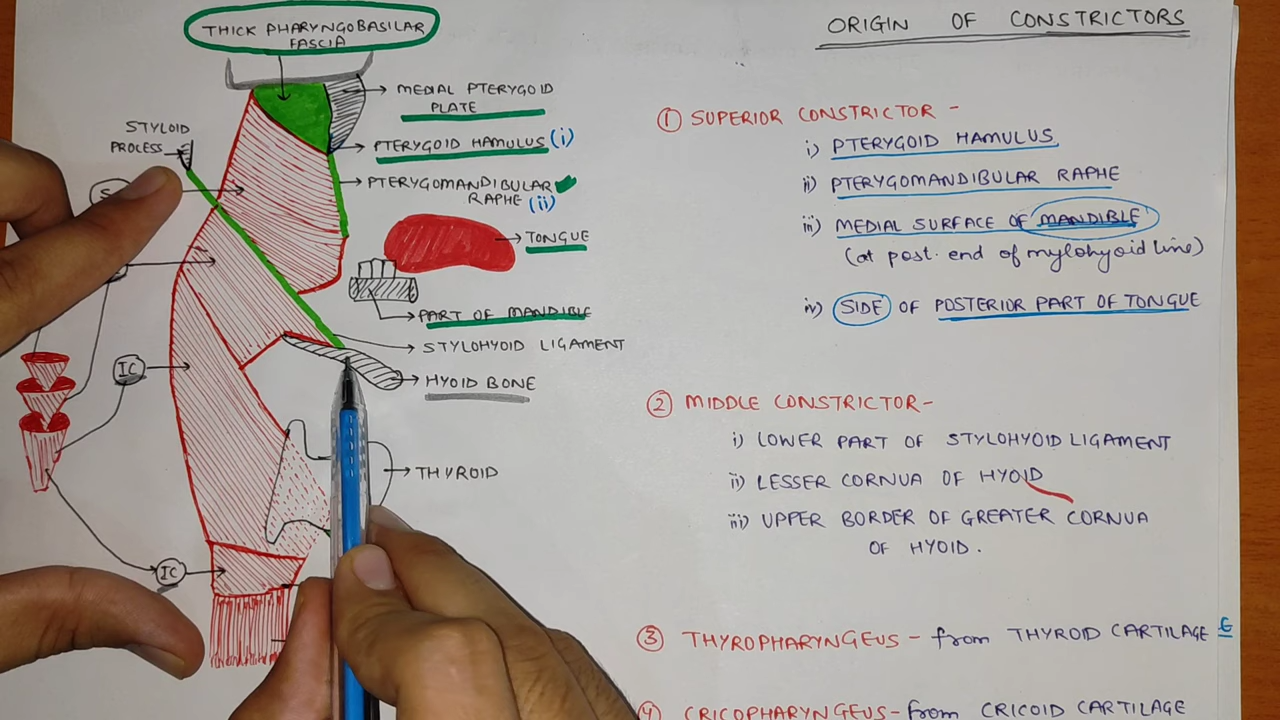 THICK PHARYNGOBASILAR
FASCIA
MEDIAL PTERYGOID
PLATE
STYLOID
PROCESS
PTERYGOID HAMULUS (i)
PTERYGOMANDIBULAR
RAPHE (ii)
TONGUE
PART OF MANDIBLE
STYLOHYOID LIGAMENT
HYOID BONE
IC
THYROID
IC
ORIGIN OF CONSTRICTORS
① SUPERIOR CONSTRICTOR -
i) PTERYGOID HAMULUS
ii) PTERYGOMANDIBULAR RAPHE
iii) MEDIAL SURFACE OF MANDIBLE
(at post. end of mylohyoid line)
iv) SIDE OF POSTERIOR PART OF TONGUE
② MIDDLE CONSTRICTOR-
i) LOWER PART OF STYLOHYOID LIGAMENT
ii) LESSER CORNUA OF HYOID
iii) UPPER BORDER OF GREATER CORNUA
OF HYOID.
③ THYROPHARYNGEUS - from THYROID CARTILAGE
④ CRICOPHARYNGEUS - from CRICOID CARTILAGE